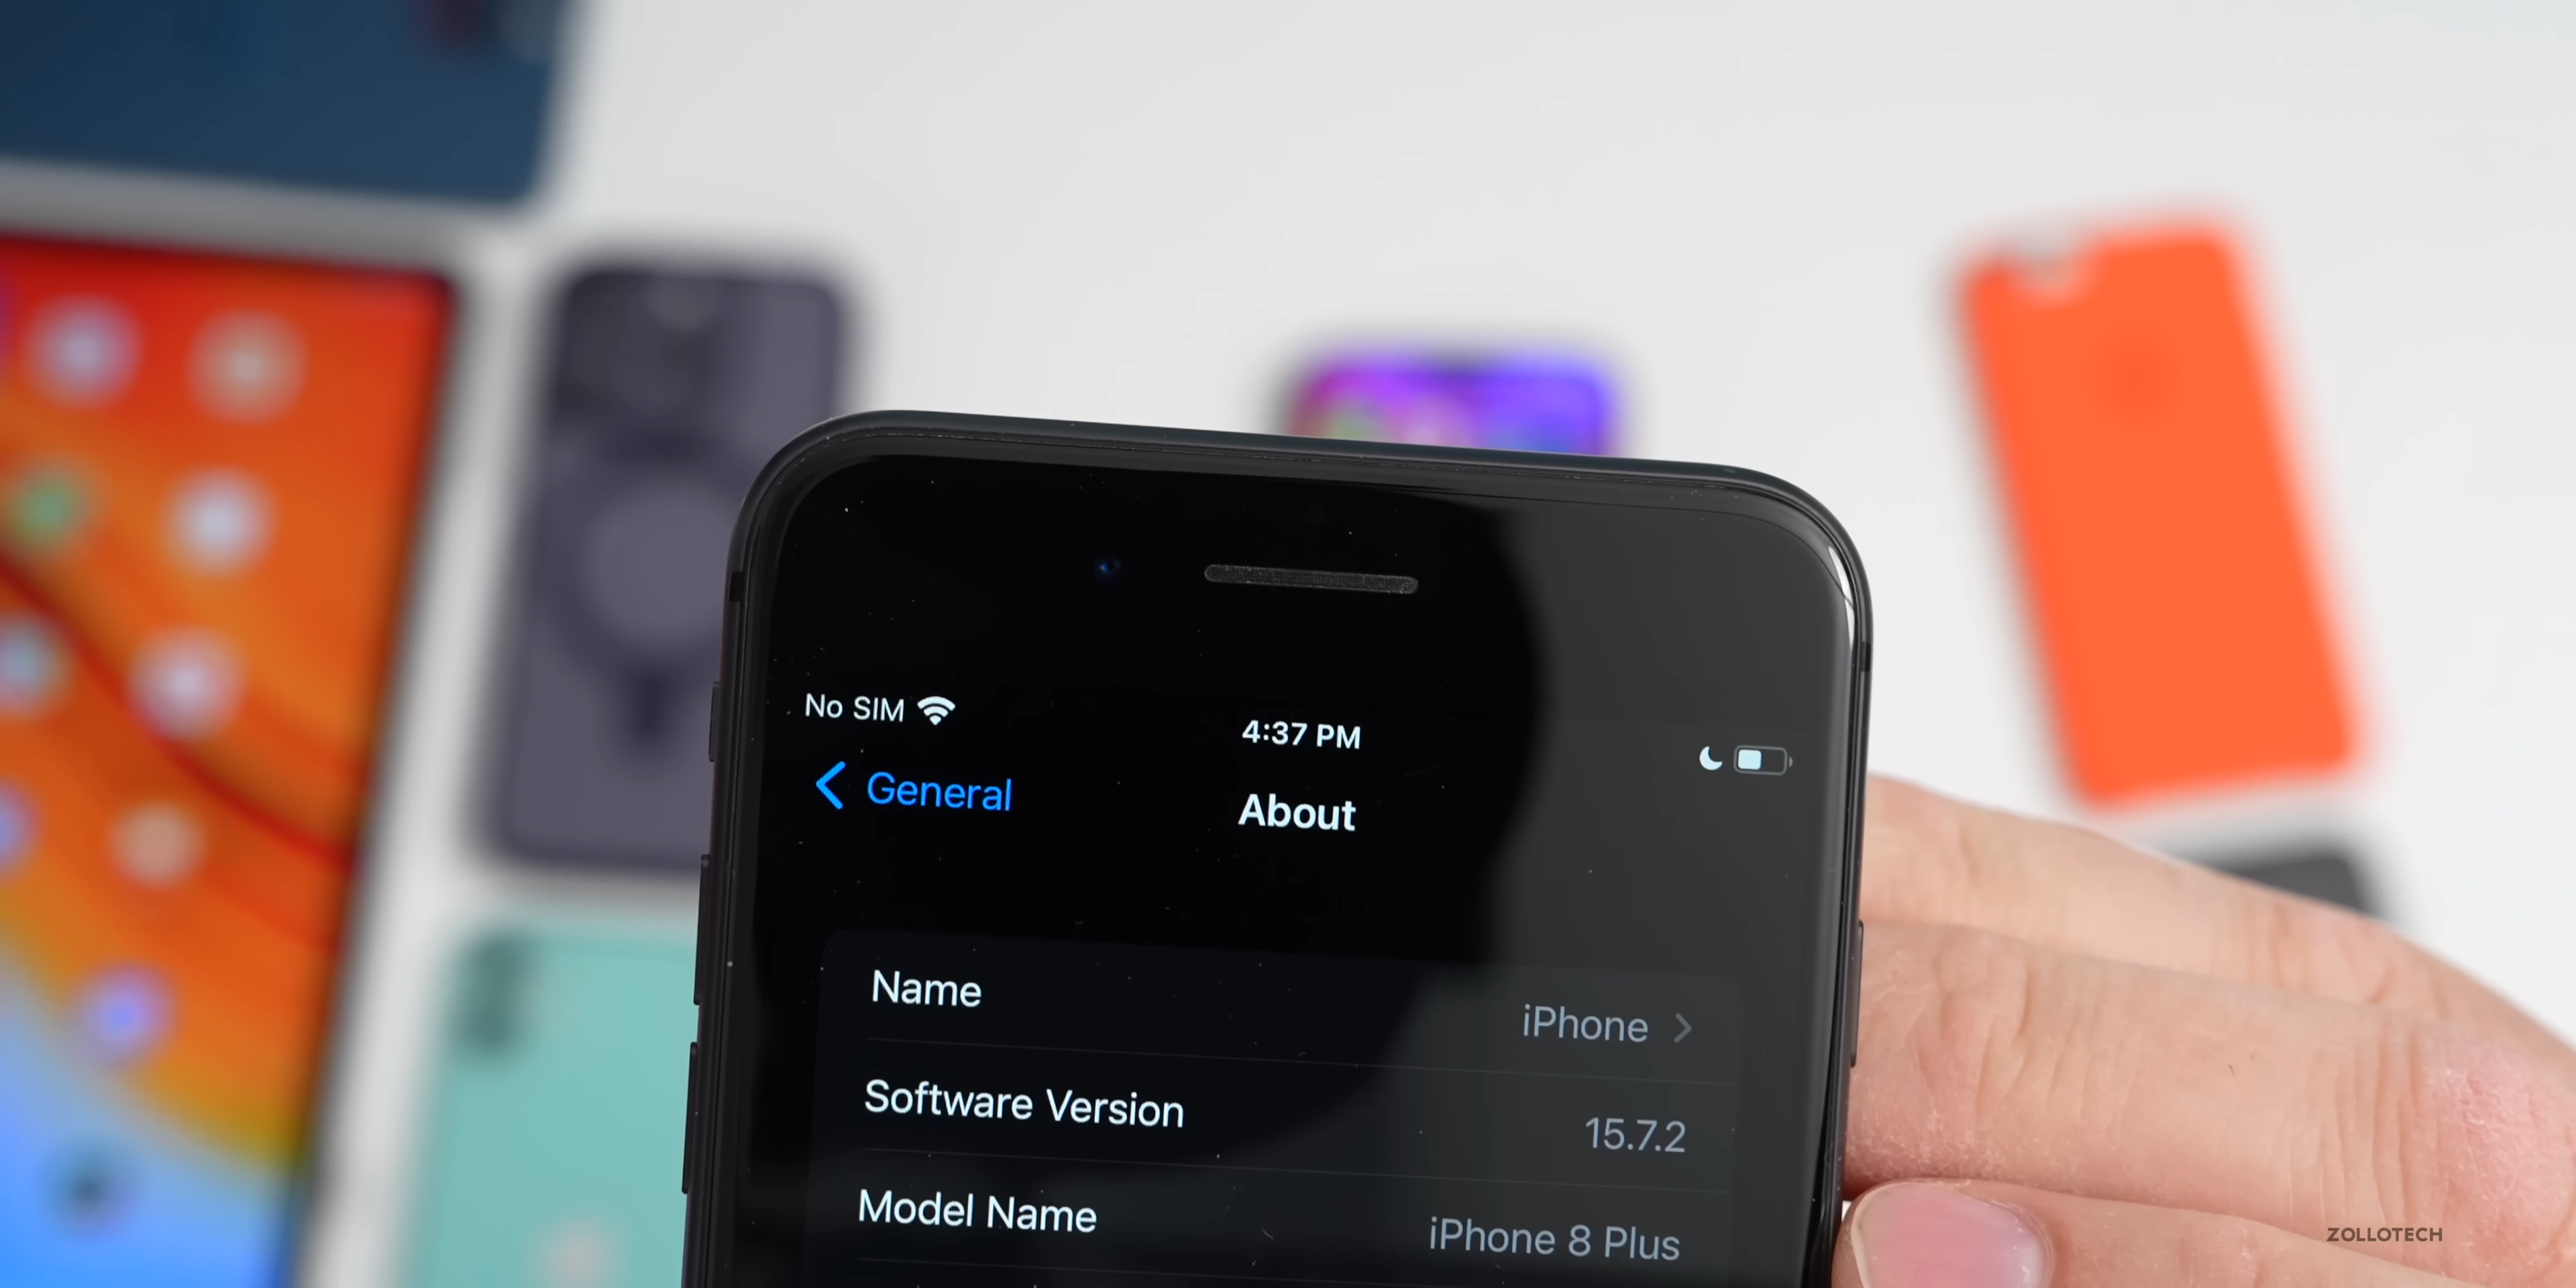 No SIM
4:37 PM
General
About
Name
iPhone
Software Version
15.7.2
Model Name
iPhone 8 Plus
ZOLLOTECH